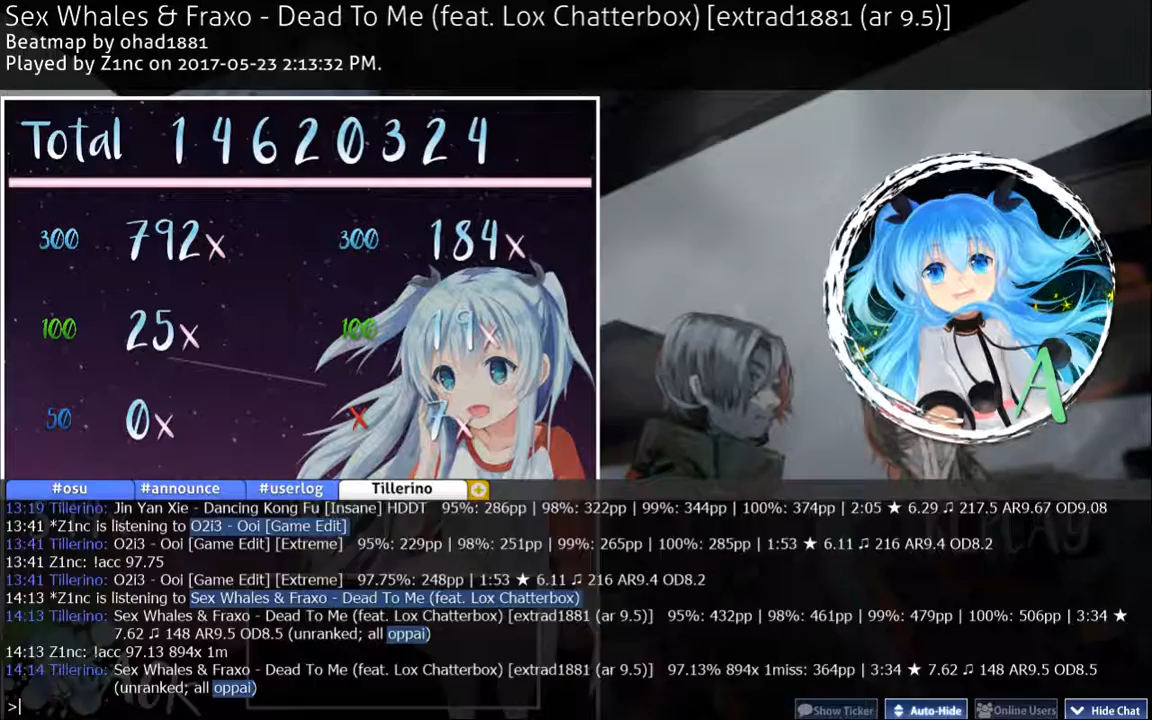 Sex Whales & Fraxo - Dead To Me (feat. Lox Chatterbox) [extrad1881 (ar 9.5)]
Beatmap by ohad1881
Played by Z1nc on 2017-05-23 2:13:32 PM.
Total 14620324
300 792x 300 184x
100 25x 100 19x
50 0x X 7x
A
#osu #announce #userlog Tillerino
13:19 Tillerino: Jin Yan Xie - Dancing Kong Fu [Insane] HDDT 95%: 286pp | 98%: 322pp | 99%: 344pp | 100%: 374pp | 2:05 ★ 6.29 ♫ 217.5 AR9.67 OD9.08
13:41 *Z1nc is listening to O2i3 - Ooi [Game Edit]
13:41 Tillerino: O2i3 - Ooi [Game Edit] [Extreme] 95%: 229pp | 98%: 251pp | 99%: 265pp | 100%: 285pp | 1:53 ★ 6.11 ♫ 216 AR9.4 OD8.2
13:41 Z1nc: !acc 97.75
13:41 Tillerino: O2i3 - Ooi [Game Edit] [Extreme] 97.75%: 248pp | 1:53 ★ 6.11 ♫ 216 AR9.4 OD8.2
14:13 *Z1nc is listening to Sex Whales & Fraxo - Dead To Me (feat. Lox Chatterbox)
14:13 Tillerino: Sex Whales & Fraxo - Dead To Me (feat. Lox Chatterbox) [extrad1881 (ar 9.5)] 95%: 432pp | 98%: 461pp | 99%: 479pp | 100%: 506pp | 3:34 ★
7.62 ♫ 148 AR9.5 OD8.5 (unranked; all oppai)
14:13 Z1nc: !acc 97.13 894x 1m
14:14 Tillerino: Sex Whales & Fraxo - Dead To Me (feat. Lox Chatterbox) [extrad1881 (ar 9.5)] 97.13% 894x 1miss: 364pp | 3:34 ★ 7.62 ♫ 148 AR9.5 OD8.5
(unranked; all oppai)
>|
Show Ticker Auto-Hide Online Users Hide Chat